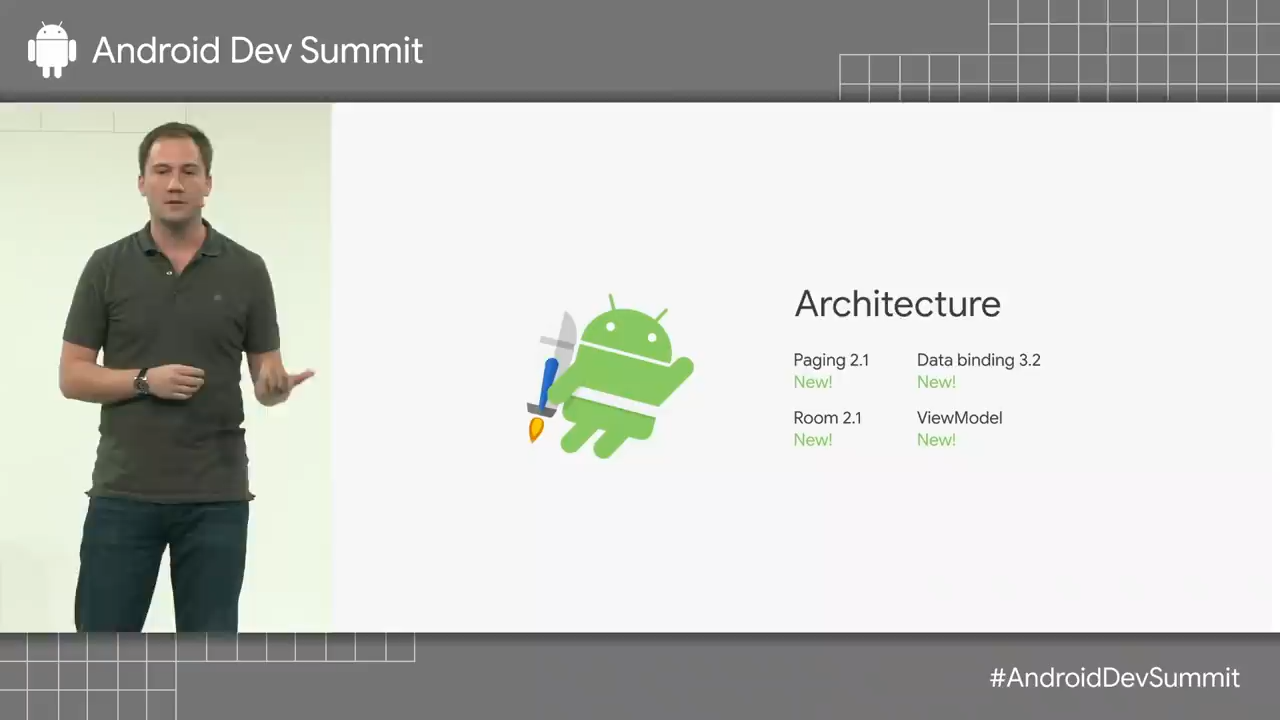 Android Dev Summit
Architecture
Paging 2.1
New!
Data binding 3.2
New!
Room 2.1
New!
ViewModel
New!
#AndroidDevSummit